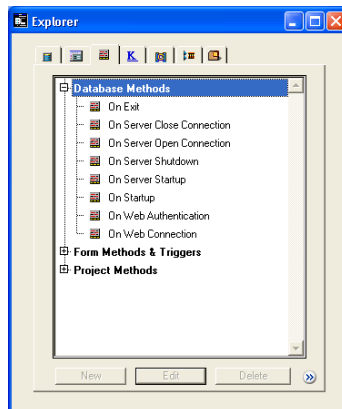 Explorer
K
Database Methods
On Exit
On Server Close Connection
On Server Open Connection
On Server Shutdown
On Server Startup
On Startup
On Web Authentication
On Web Connection
Form Methods & Triggers
Project Methods
New
Edit
Delete